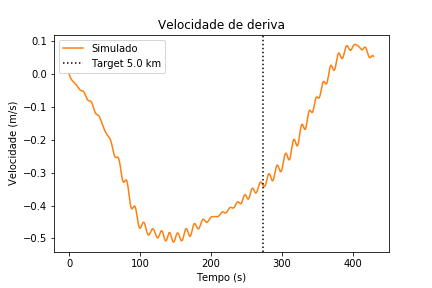 Velocidade de deriva
Simulado
Target 5.0 km
Velocidade (m/s)
0.1
0.0
−0.1
−0.2
−0.3
−0.4
−0.5
0 100 200 300 400
Tempo (s)